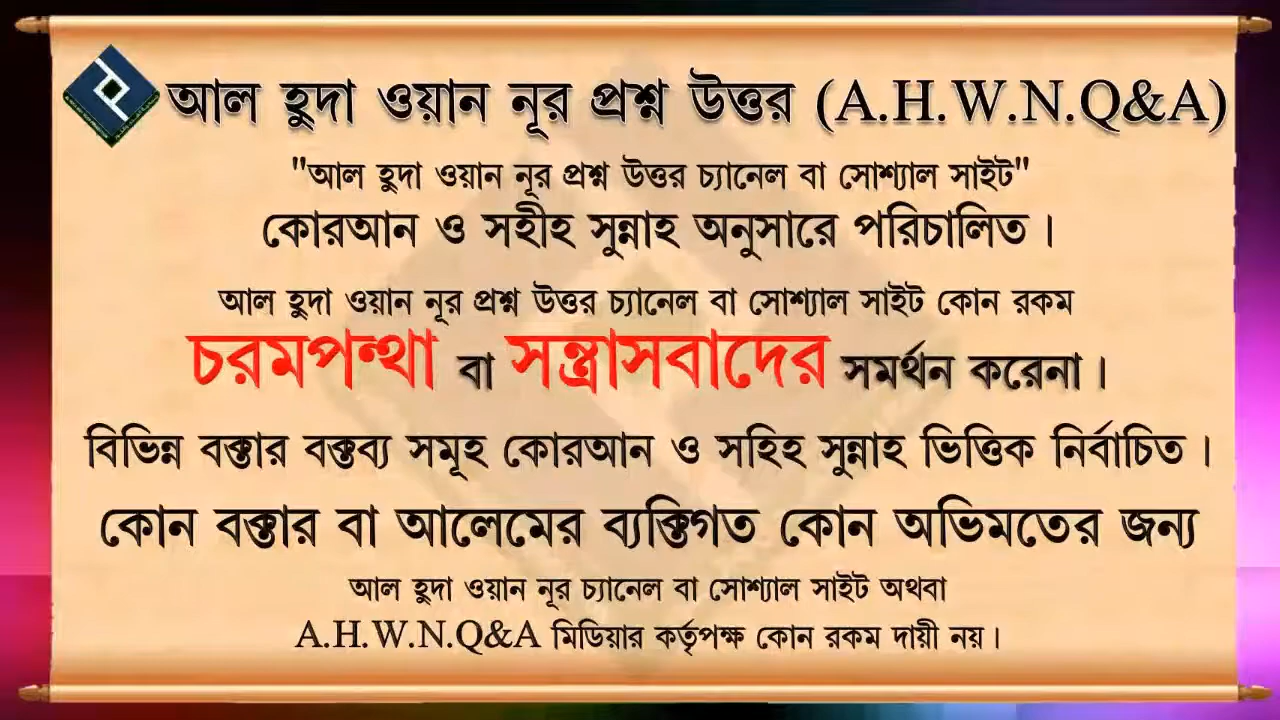 আল হুদা ওয়ান নূর প্রশ্ন উত্তর (A.H.W.N.Q&A)
"আল হুদা ওয়ান নূর প্রশ্ন উত্তর চ্যানেল বা সোশ্যাল সাইট"
কোরআন ও সহীহ সুন্নাহ অনুসারে পরিচালিত।
আল হুদা ওয়ান নূর প্রশ্ন উত্তর চ্যানেল বা সোশ্যাল সাইট কোন রকম
চরমপন্থা বা সন্ত্রাসবাদের সমর্থন করেনা।
বিভিন্ন বক্তার বক্তব্য সমূহ কোরআন ও সহিহ সুন্নাহ ভিত্তিক নির্বাচিত।
কোন বক্তার বা আলেমের ব্যক্তিগত কোন অভিমতের জন্য
আল হুদা ওয়ান নূর চ্যানেল বা সোশ্যাল সাইট অথবা
A.H.W.N.Q&A মিডিয়ার কর্তৃপক্ষ কোন রকম দায়ী নয়।